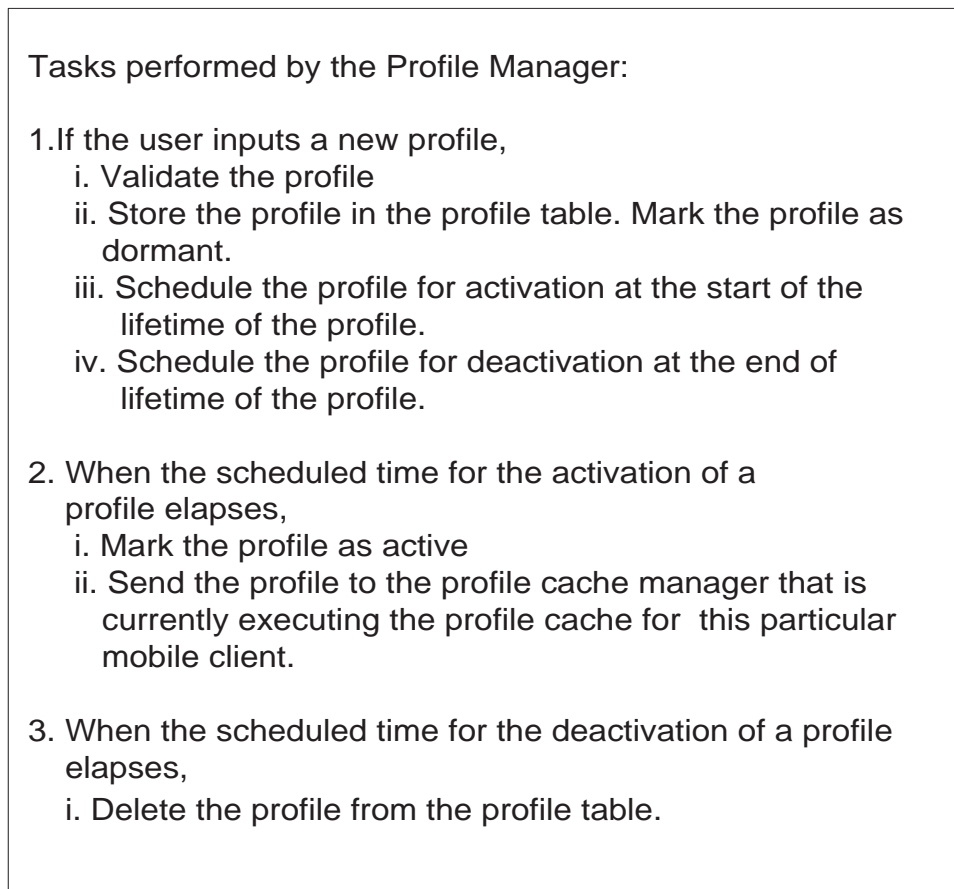 Tasks performed by the Profile Manager:
1.If the user inputs a new profile,
i. Validate the profile
ii. Store the profile in the profile table. Mark the profile as
dormant.
iii. Schedule the profile for activation at the start of the
lifetime of the profile.
iv. Schedule the profile for deactivation at the end of
lifetime of the profile.
2. When the scheduled time for the activation of a
profile elapses,
i. Mark the profile as active
ii. Send the profile to the profile cache manager that is
currently executing the profile cache for this particular
mobile client.
3. When the scheduled time for the deactivation of a profile
elapses,
i. Delete the profile from the profile table.